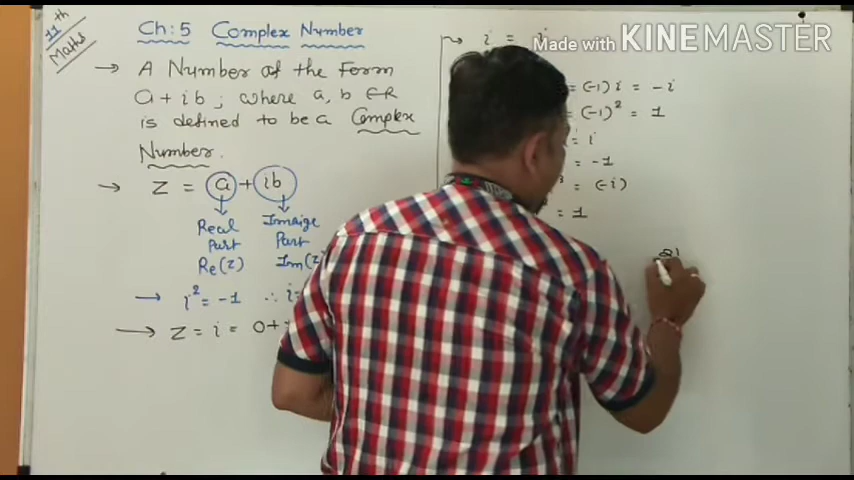 11th
Maths
Ch:5 Complex Number
→ A Number of the Form
a + ib ; where a, b ∈ R
is defined to be a Complex
Number.
→ Z = a + ib
Real Imaige
Part Part
Re(z) Im(z)
→ i² = -1 ∴ i=
→ Z = i = 0+
i = i
= (-1) i = -i
= (-1)² = 1
= i
= -1
= (-i)
= 1
Made with KINEMASTER